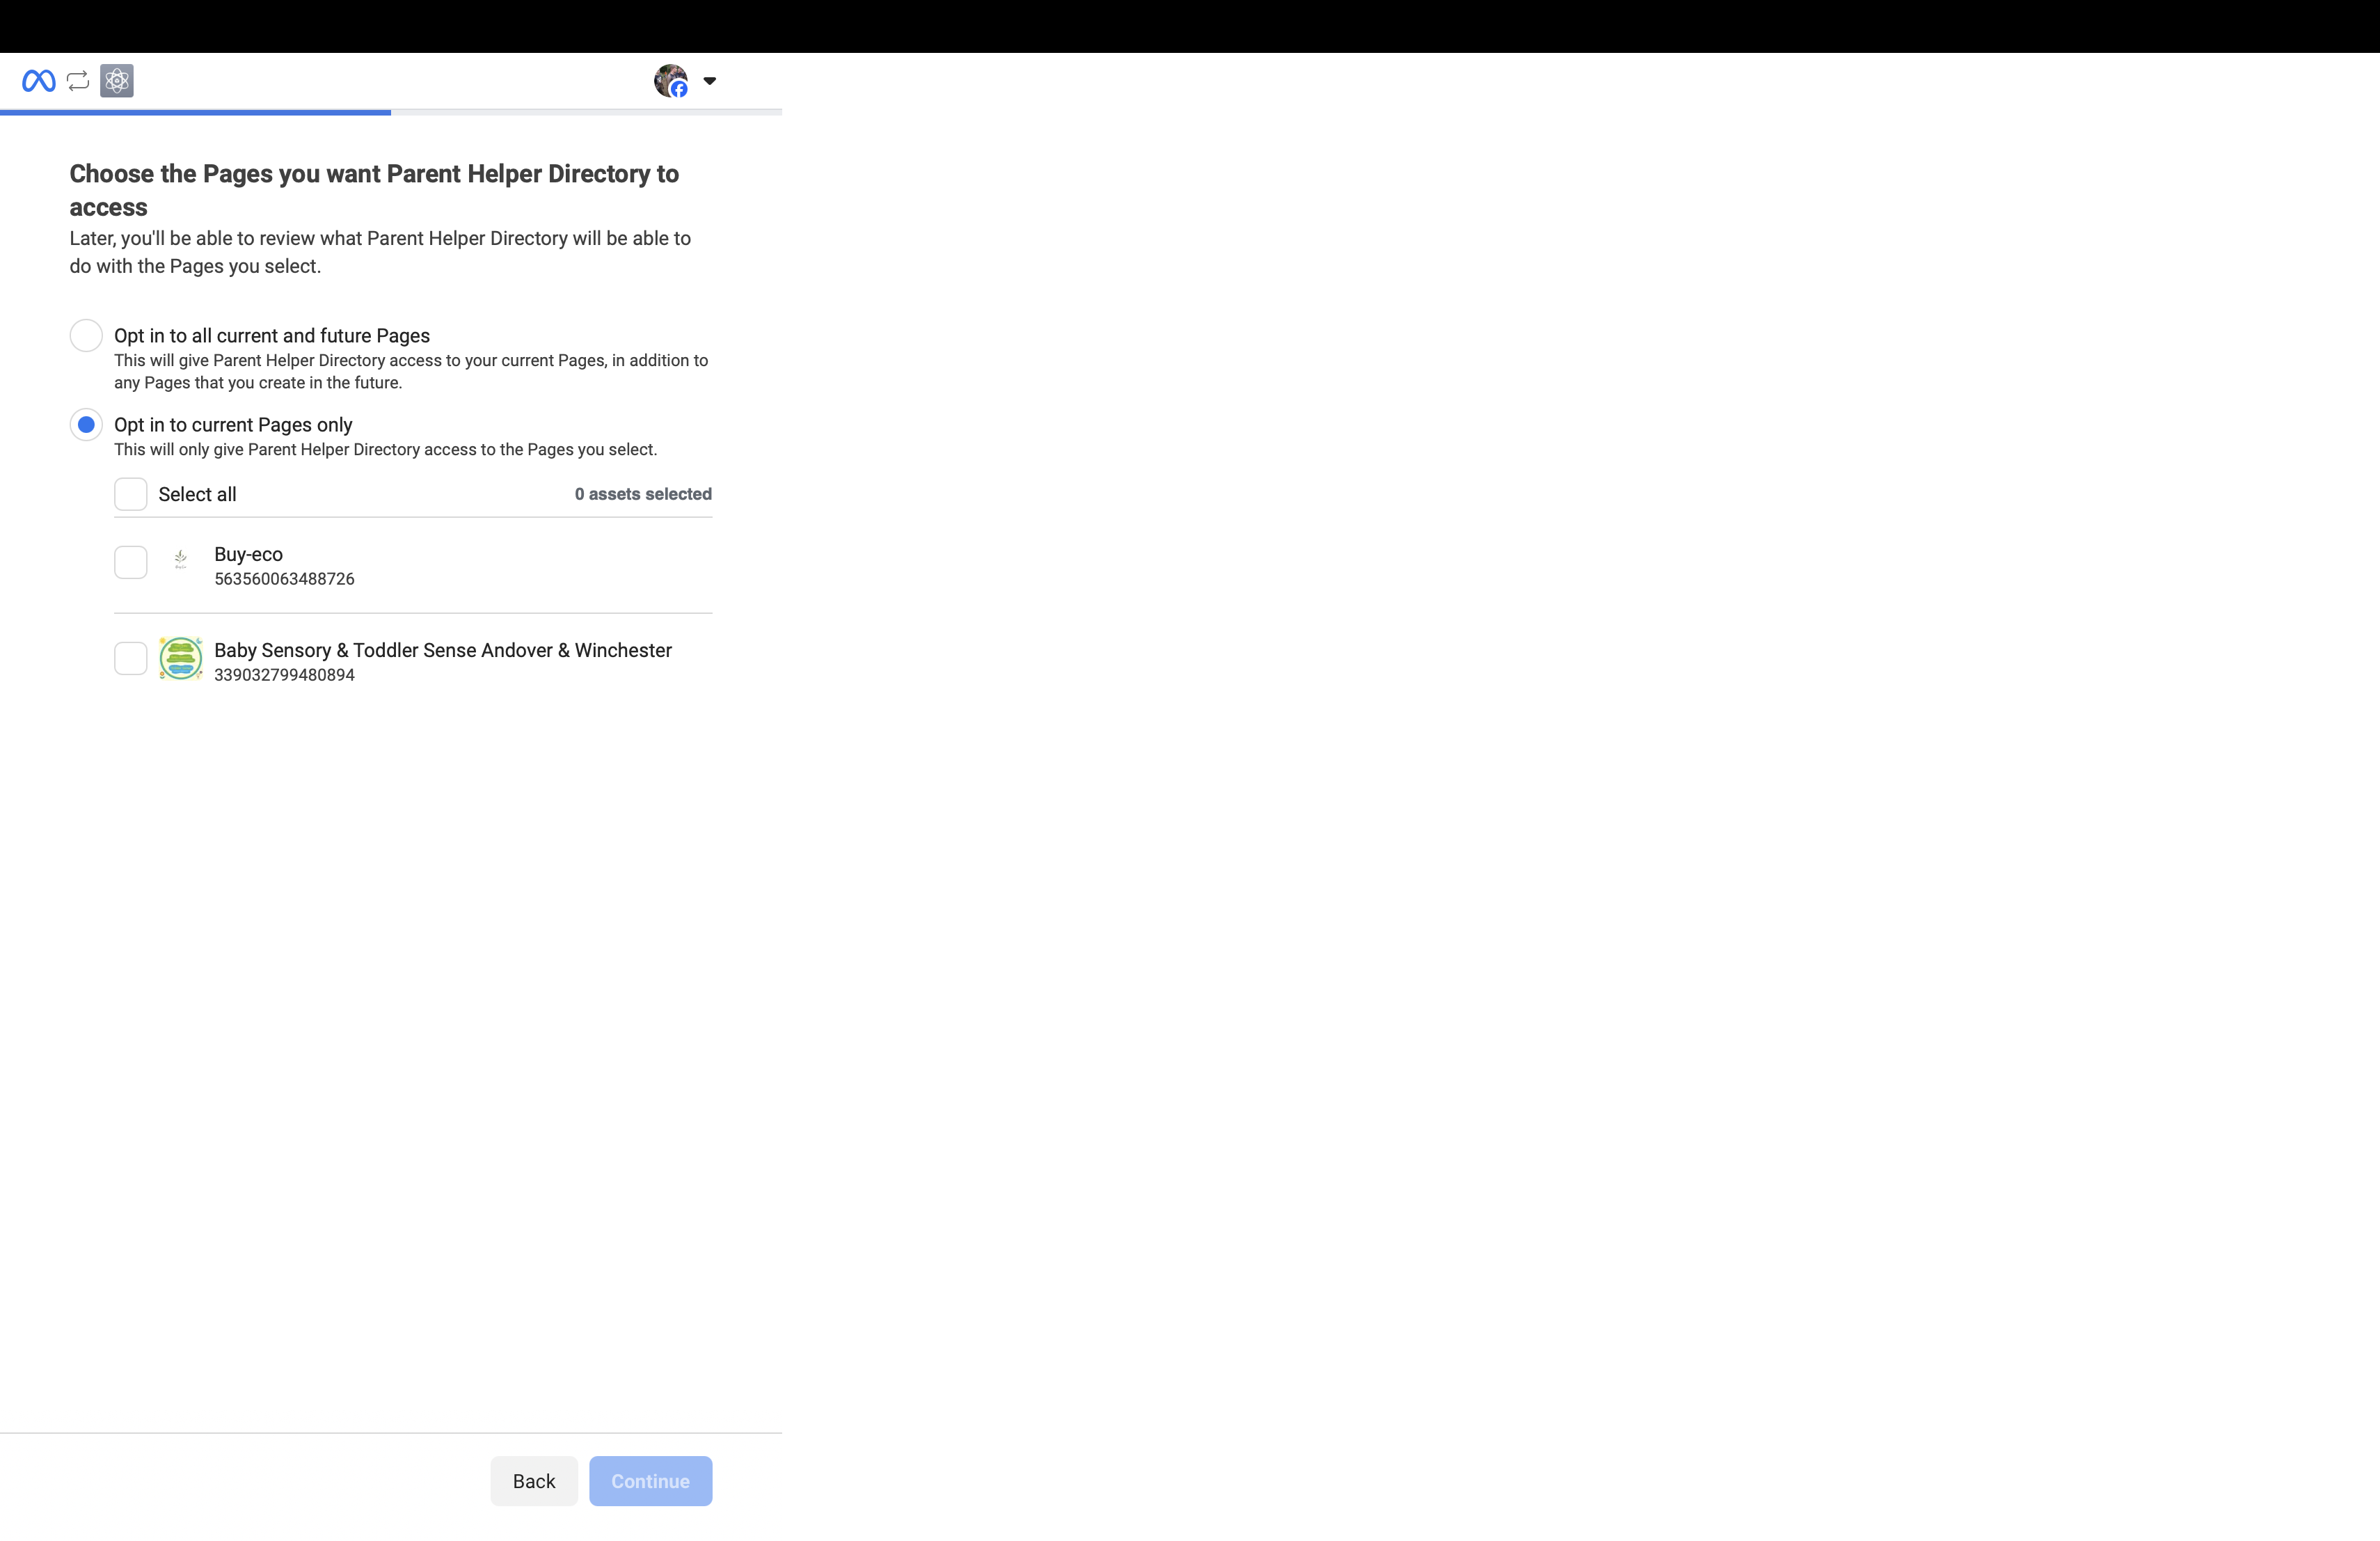 Choose the Pages you want Parent Helper Directory to
access
Later, you'll be able to review what Parent Helper Directory will be able to
do with the Pages you select.
Opt in to all current and future Pages
This will give Parent Helper Directory access to your current Pages, in addition to
any Pages that you create in the future.
Opt in to current Pages only
This will only give Parent Helper Directory access to the Pages you select.
Select all
0 assets selected
Buy-eco
563560063488726
Baby Sensory & Toddler Sense Andover & Winchester
339032799480894
Back
Continue